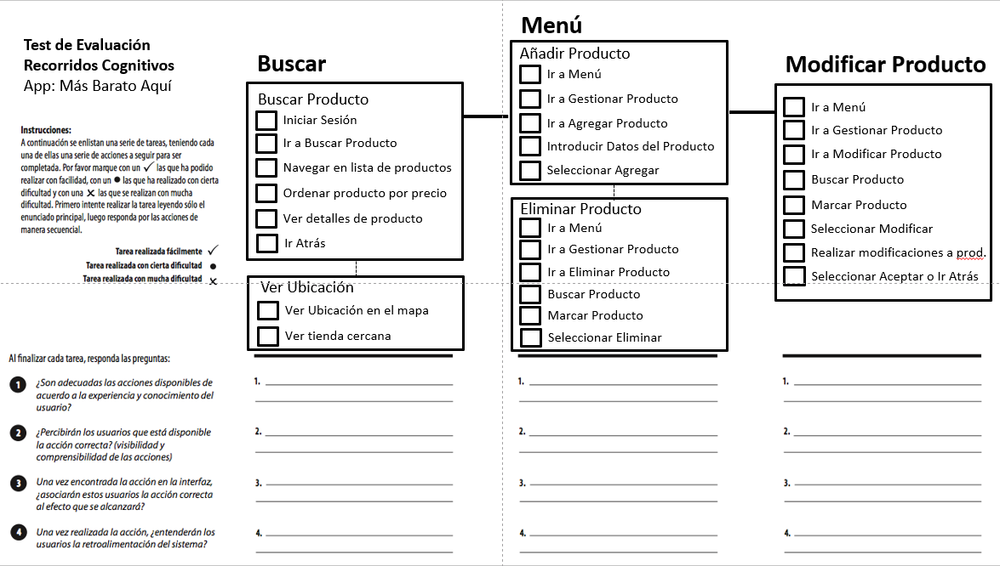 Test de Evaluación
Recorridos Cognitivos
App: Más Barato Aquí
Instrucciones:
A continuación se enlistan una serie de tareas, teniendo cada
una de ellas una serie de acciones a seguir para ser
completada. Por favor marque con un ✓ las que ha podido
realizar con facilidad, con un ● las que ha realizado con cierta
dificultad y con una × las que se realizan con mucha
dificultad. Primero intente realizar la tarea leyendo sólo el
enunciado principal, luego responda por las acciones de
manera secuencial.
Tarea realizada fácilmente ✓
Tarea realizada con cierta dificultad ●
Tarea realizada con mucha dificultad ×
Buscar
Buscar Producto
Iniciar Sesión
Ir a Buscar Producto
Navegar en lista de productos
Ordenar producto por precio
Ver detalles de producto
Ir Atrás
Ver Ubicación
Ver Ubicación en el mapa
Ver tienda cercana
Menú
Añadir Producto
Ir a Menú
Ir a Gestionar Producto
Ir a Agregar Producto
Introducir Datos del Producto
Seleccionar Agregar
Eliminar Producto
Ir a Menú
Ir a Gestionar Producto
Ir a Eliminar Producto
Buscar Producto
Marcar Producto
Seleccionar Eliminar
Modificar Producto
Ir a Menú
Ir a Gestionar Producto
Ir a Modificar Producto
Buscar Producto
Marcar Producto
Seleccionar Modificar
Realizar modificaciones a prod.
Seleccionar Aceptar o Ir Atrás
Al finalizar cada tarea, responda las preguntas:
1 ¿Son adecuadas las acciones disponibles de
acuerdo a la experiencia y conocimiento del
usuario?
2 ¿Percibirán los usuarios que está disponible
la acción correcta? (visibilidad y
comprensibilidad de las acciones)
3 Una vez encontrada la acción en la interfaz,
¿asociarán estos usuarios la acción correcta
al efecto que se alcanzará?
4 Una vez realizada la acción, ¿entenderán los
usuarios la retroalimentación del sistema?
1.
2.
3.
4.
1.
2.
3.
4.
1.
2.
3.
4.